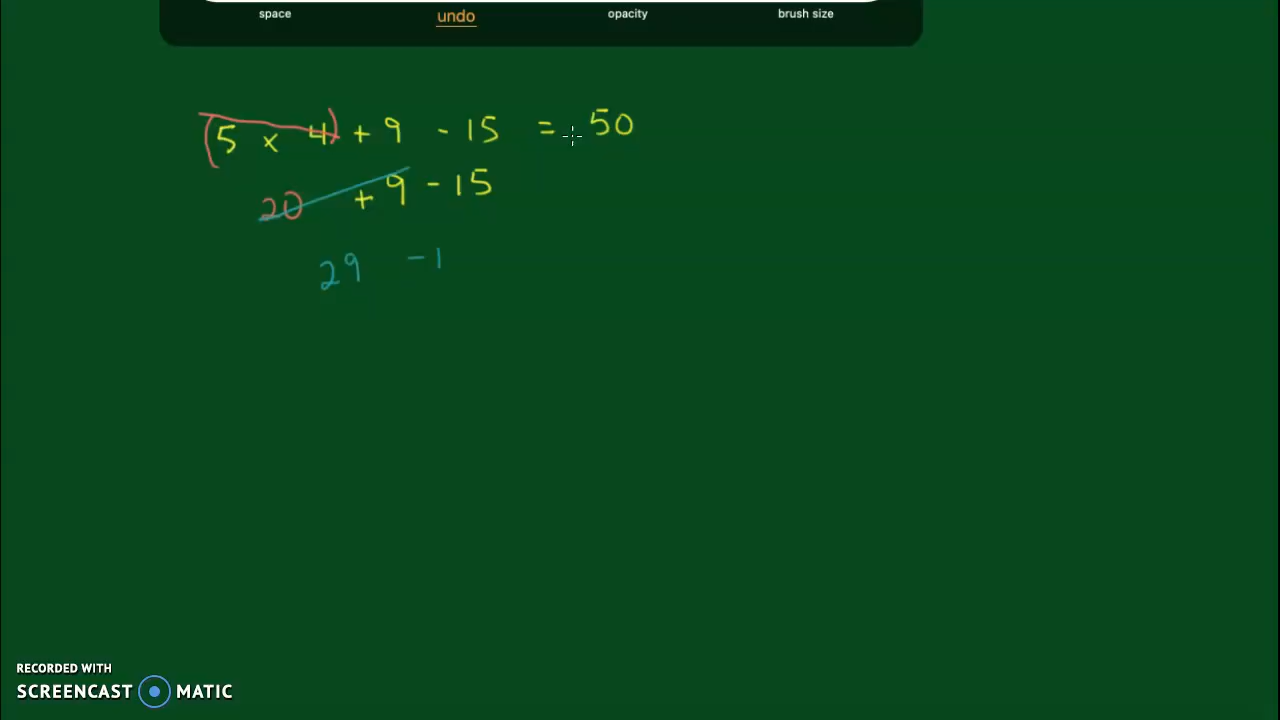 space undo opacity brush size
(5 × 4) + 9 - 15 = 50
20 + 9 - 15
29 - 1
RECORDED WITH
SCREENCAST MATIC